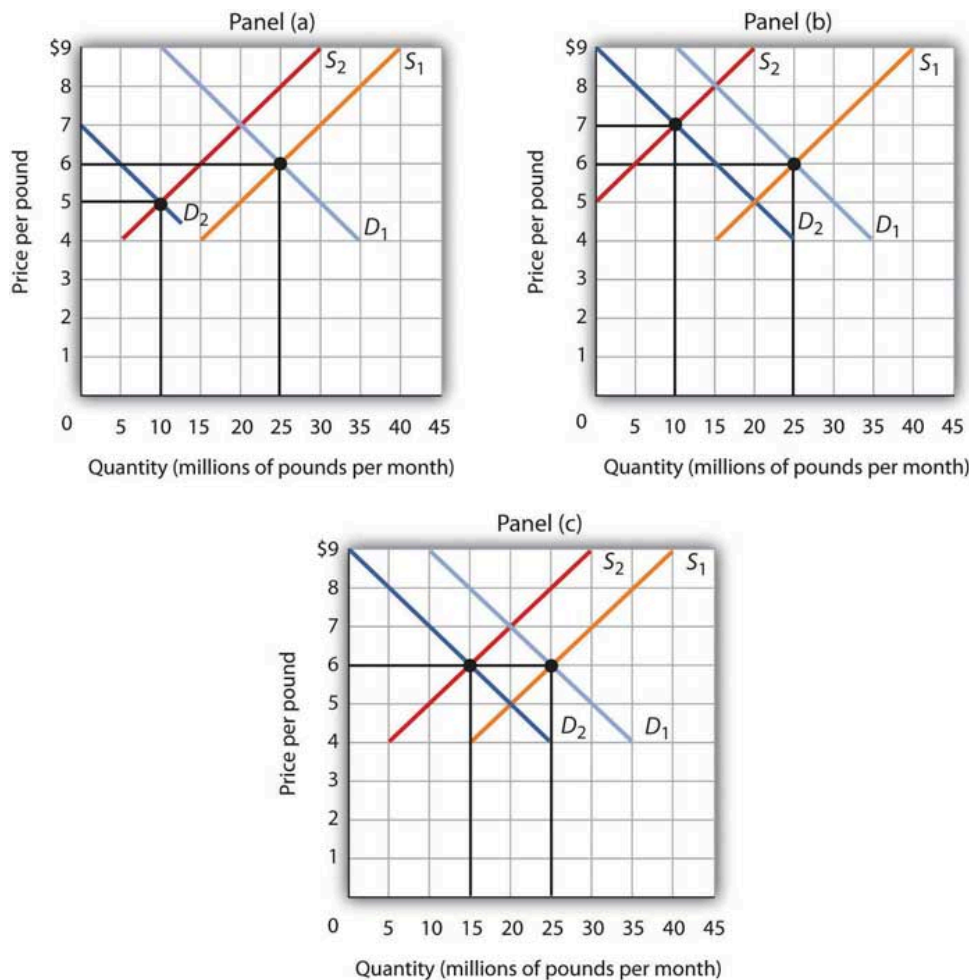 Panel (a)
$9
8
7
6
5
4
3
2
1
0
Price per pound
S2
S1
D2
D1
5 10 15 20 25 30 35 40 45
Quantity (millions of pounds per month)
Panel (b)
$9
8
7
6
5
4
3
2
1
0
Price per pound
S2
S1
D2
D1
5 10 15 20 25 30 35 40 45
Quantity (millions of pounds per month)
Panel (c)
$9
8
7
6
5
4
3
2
1
0
Price per pound
S2
S1
D2
D1
5 10 15 20 25 30 35 40 45
Quantity (millions of pounds per month)